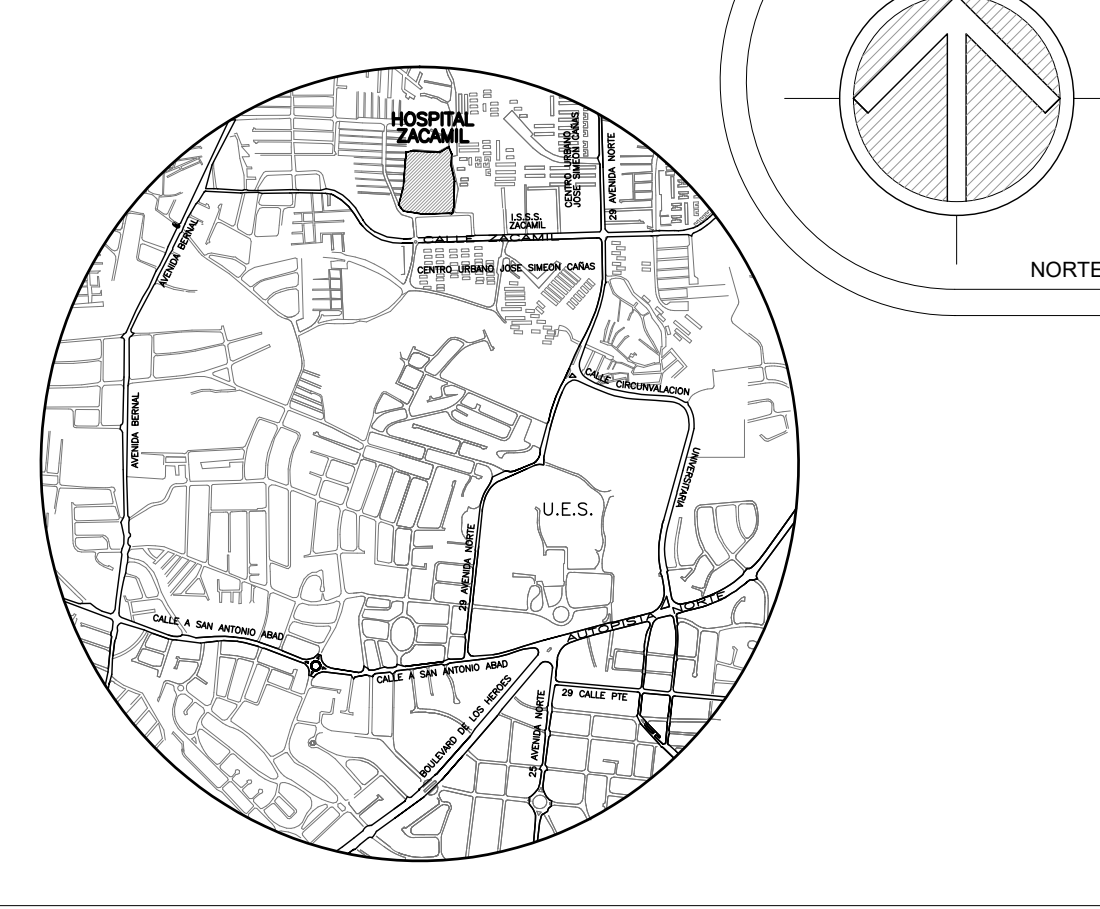 HOSPITAL
ZACAMIL
CENTRO URBANO
JOSE SIMEON CAÑAS
29 AVENIDA NORTE
I.S.S.S.
ZACAMIL
CALLE ZACAMIL
CENTRO URBANO JOSE SIMEON CAÑAS
AVENIDA BERNAL
NORTE
CALLE CIRCUNVALACION
AVENIDA BERNAL
UNIVERSITARIA
U.E.S.
29 AVENIDA NORTE
AUTOPISTA NORTE
CALLE A SAN ANTONIO ABAD
CALLE A SAN ANTONIO ABAD
29 CALLE PTE
BOULEVARD DE LOS HEROES
25 AVENIDA NORTE